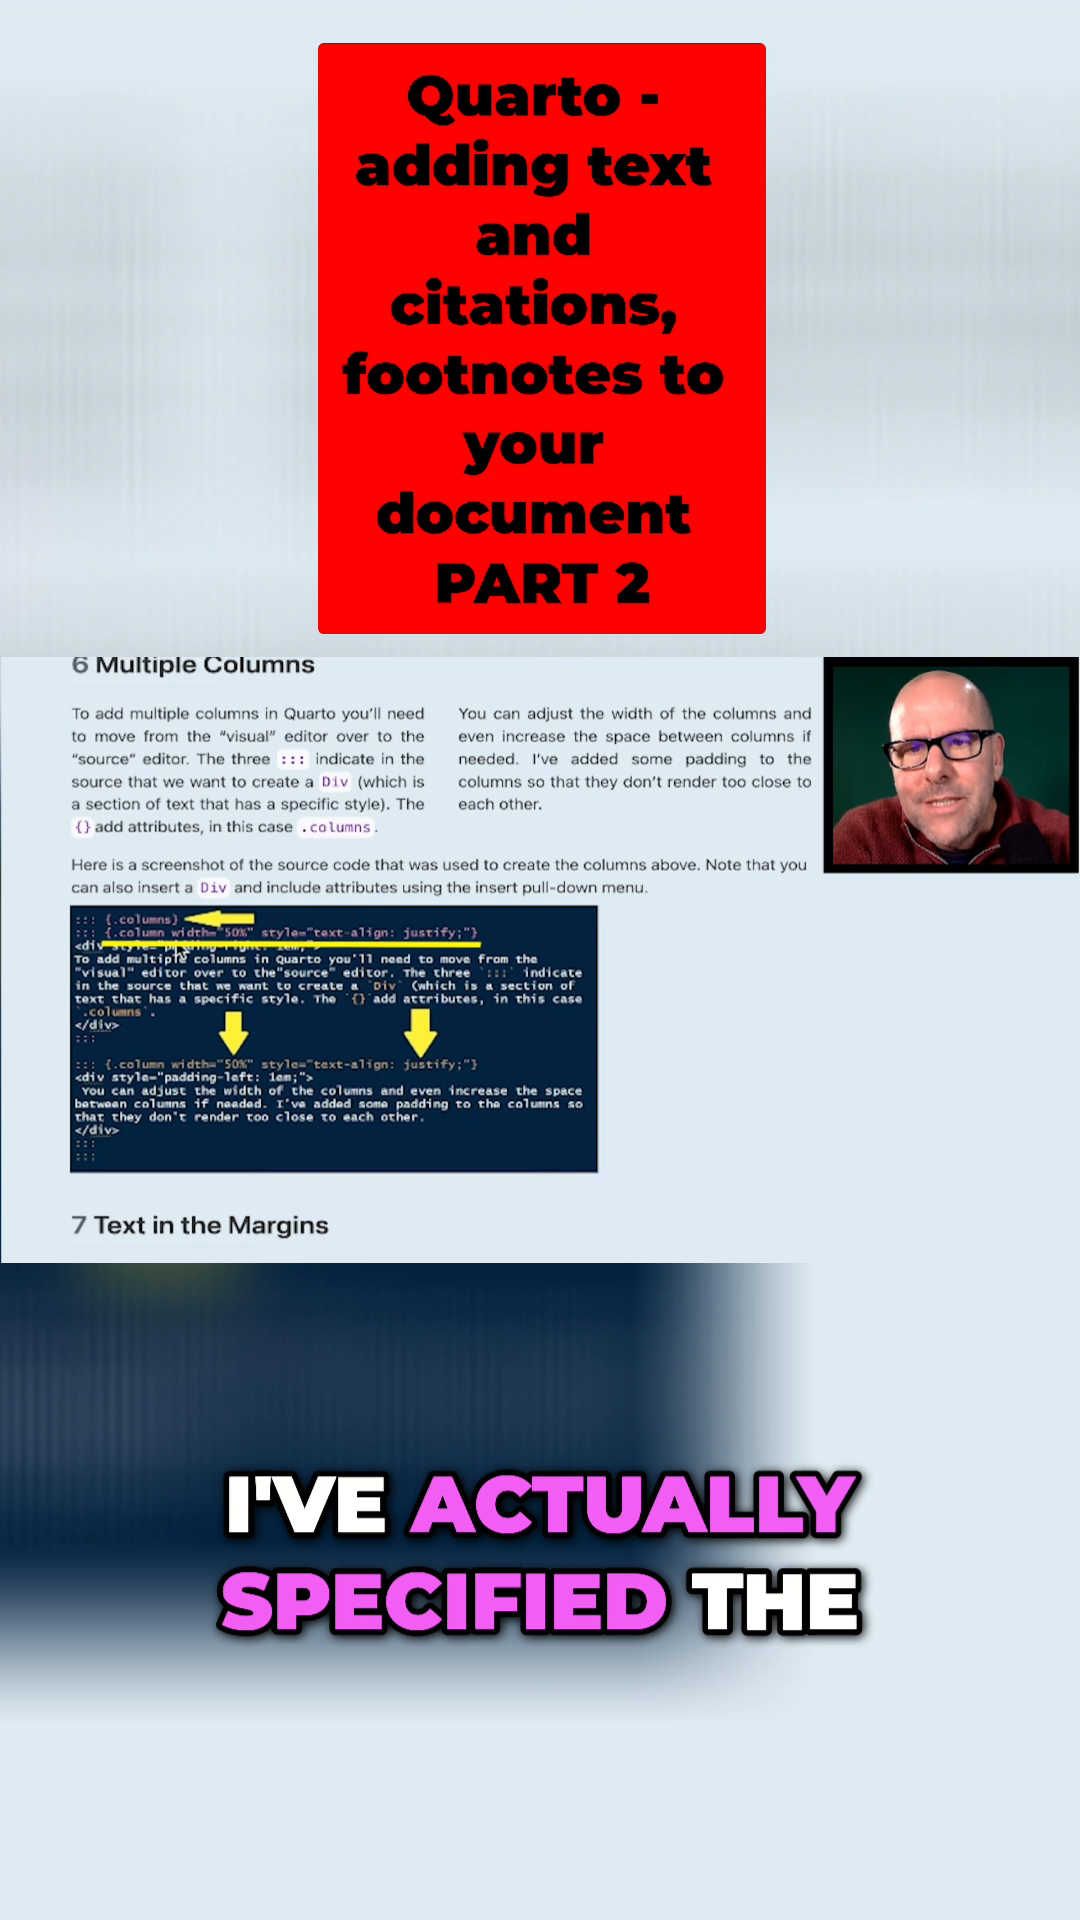 Quarto -
adding text
and
citations,
footnotes to
your
document
PART 2
6 Multiple Columns
To add multiple columns in Quarto you'll need
to move from the "visual" editor over to the
"source" editor. The three ::: indicate in the
source that we want to create a Div (which is
a section of text that has a specific style). The
{} add attributes, in this case .columns.
You can adjust the width of the columns and
even increase the space between columns if
needed. I've added some padding to the
columns so that they don't render too close to
each other.
Here is a screenshot of the source code that was used to create the columns above. Note that you
can also insert a Div and include attributes using the insert pull-down menu.
::: {.columns}
::: {.column width="50%" style="text-align: justify;"}
<div style="padding-right: 1em;">
To add multiple columns in Quarto you'll need to move from the
"visual" editor over to the"source" editor. The three `:::` indicate
in the source that we want to create a `Div` (which is a section of
text that has a specific style. The `{}`add attributes, in this case
`.columns`.
</div>
:::
::: {.column width="50%" style="text-align: justify;"}
<div style="padding-left: 1em;">
You can adjust the width of the columns and even increase the space
between columns if needed. I've added some padding to the columns so
that they don't render too close to each other.
</div>
:::
:::
7 Text in the Margins
I'VE ACTUALLY
SPECIFIED THE